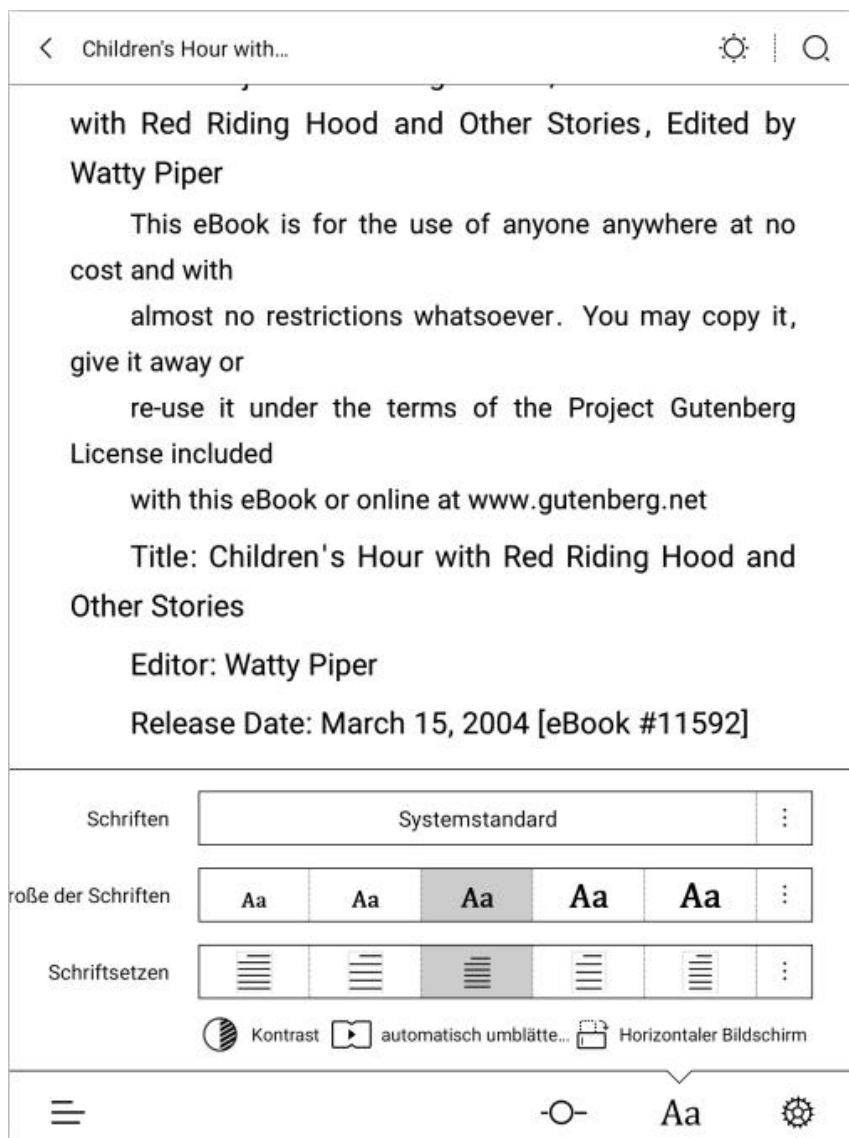 Children's Hour with...
with Red Riding Hood and Other Stories, Edited by
Watty Piper
This eBook is for the use of anyone anywhere at no
cost and with
almost no restrictions whatsoever. You may copy it,
give it away or
re-use it under the terms of the Project Gutenberg
License included
with this eBook or online at www.gutenberg.net
Title: Children's Hour with Red Riding Hood and
Other Stories
Editor: Watty Piper
Release Date: March 15, 2004 [eBook #11592]
Schriften Systemstandard
roße der Schriften Aa Aa Aa Aa Aa
Schriftsetzen
Kontrast automatisch umblätte... Horizontaler Bildschirm
Aa